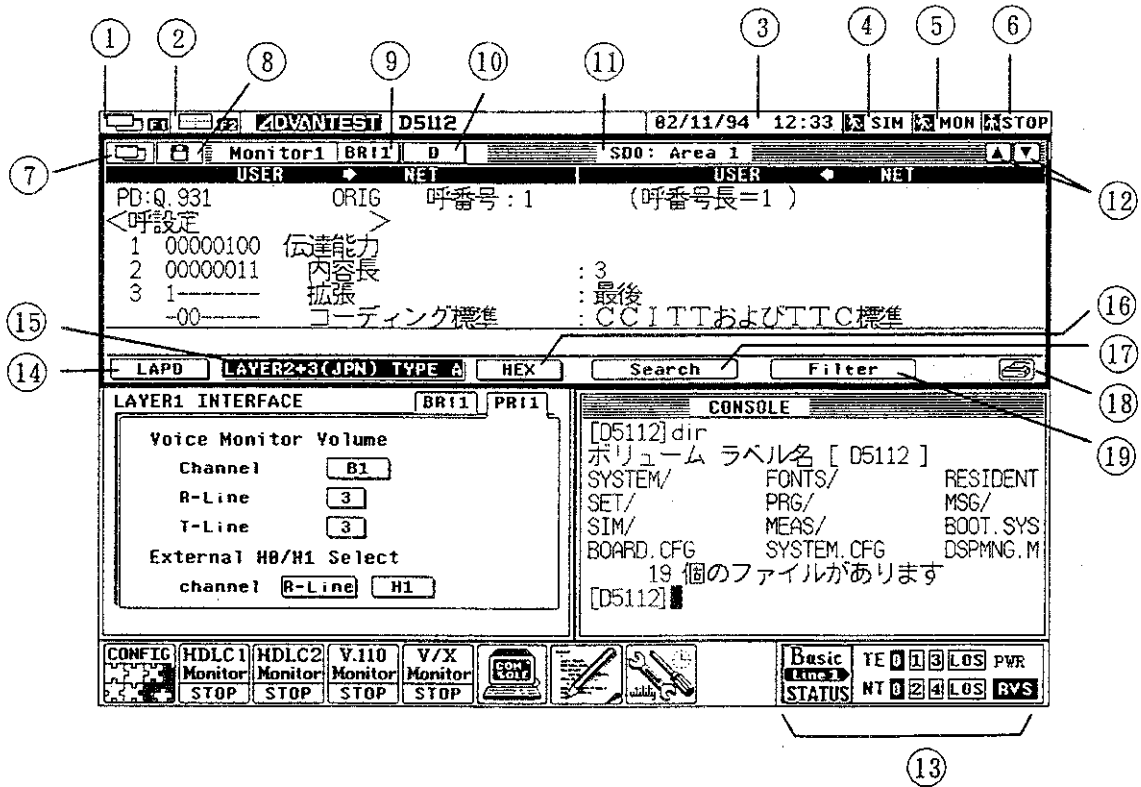 ① ② ③ ④ ⑤ ⑥
⑧ ⑨ ⑩ ⑪
F1 F2 ADVANTEST D5112 02/11/94 12:33 SIM MON STOP
⑦ Monitor1 BRI1 D SD0: Area 1 ▲ ▼
USER → NET USER ← NET
⑫
PD:Q.931 ORIG 呼番号:1 (呼番号長=1 )
<呼設定 >
1 00000100 伝達能力
2 00000011 内容長 :3
3 1------- 拡張 :最後
-00----- コーディング標準 :CCITTおよびTTC標準
⑮ ⑯
⑭ LAPD LAYER2+3(JPN) TYPE A HEX Search Filter
⑰
⑱
⑲
LAYER1 INTERFACE BRI1 PRI1
Voice Monitor Volume
Channel B1
R-Line 3
T-Line 3
External H0/H1 Select
channel R-Line H1
CONSOLE
[D5112]dir
ボリューム ラベル名 [ D5112 ]
SYSTEM/ FONTS/ RESIDENT
SET/ PRG/ MSG/
SIM/ MEAS/ BOOT.SYS
BOARD.CFG SYSTEM.CFG DSPMNG.M
19 個のファイルがあります
[D5112]
CONFIG
HDLC1 Monitor STOP
HDLC2 Monitor STOP
V.110 Monitor STOP
V/X Monitor STOP
CON-SOLE
Basic Line 1 STATUS
TE 0 1 3 LOS PWR
NT 0 2 4 LOS RVS
⑬